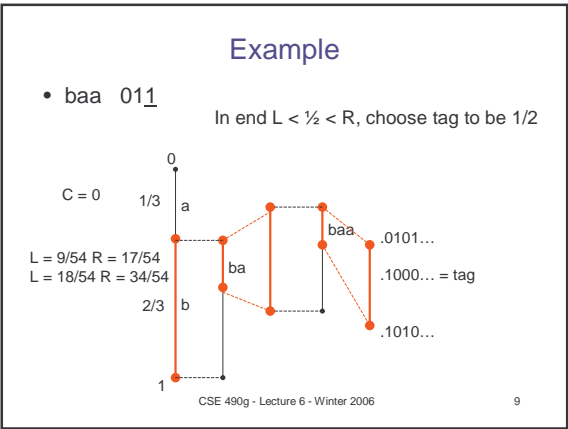 Example
• baa 011
In end L < ½ < R, choose tag to be 1/2
0
C = 0
1/3
a
baa
.0101…
L = 9/54 R = 17/54
L = 18/54 R = 34/54
ba
.1000… = tag
2/3
b
.1010…
1
CSE 490g - Lecture 6 - Winter 2006
9